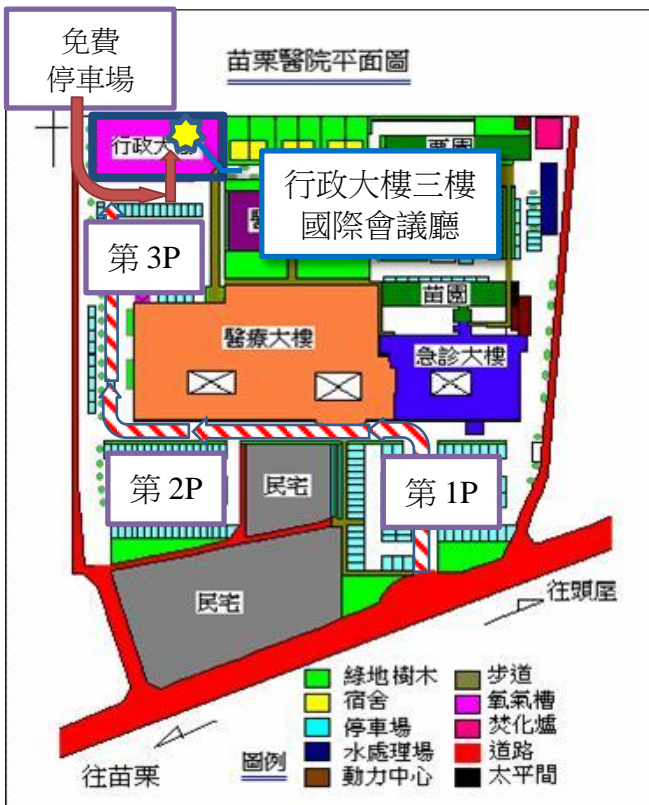 免費
停車場
苗栗醫院平面圖
行政大
行政大樓三樓
國際會議廳
第 3P
醫
苗園
醫療大樓
急診大樓
第 2P
民宅
第 1P
民宅
往頭屋
往苗栗
圖例
綠地樹木
宿舍
停車場
水處理場
動力中心
步道
氧氣槽
焚化爐
道路
太平間